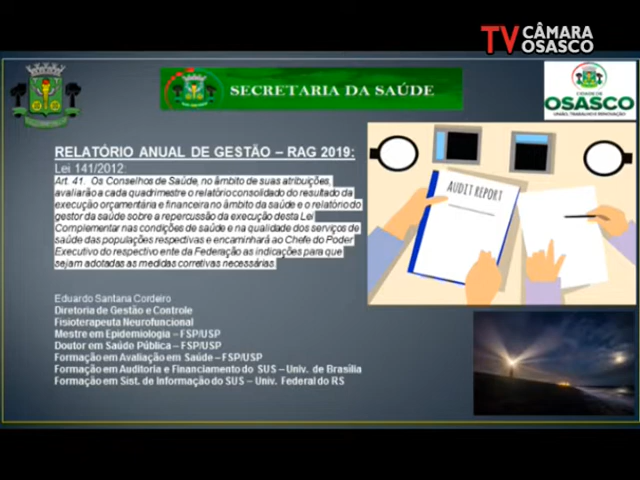 TV CÂMARA
OSASCO
SECRETARIA DA SAÚDE
CIDADE DE
OSASCO
UNIÃO, TRABALHO E RENOVAÇÃO
RELATÓRIO ANUAL DE GESTÃO – RAG 2019:
Lei 141/2012:
Art. 41. Os Conselhos de Saúde, no âmbito de suas atribuições,
avaliarão a cada quadrimestre o relatório consolidado do resultado da
execução orçamentária e financeira no âmbito da saúde e o relatório do
gestor da saúde sobre a repercussão da execução desta Lei
Complementar nas condições de saúde e na qualidade dos serviços de
saúde das populações respectivas e encaminhará ao Chefe do Poder
Executivo do respectivo ente da Federação as indicações para que
sejam adotadas as medidas corretivas necessárias.
AUDIT REPORT
Eduardo Santana Cordeiro
Diretoria de Gestão e Controle
Fisioterapeuta Neurofuncional
Mestre em Epidemiologia – FSP/USP
Doutor em Saúde Pública – FSP/USP
Formação em Avaliação em Saúde – FSP/USP
Formação em Auditoria e Financiamento do SUS – Univ. de Brasília
Formação em Sist. de Informação do SUS – Univ. Federal do RS